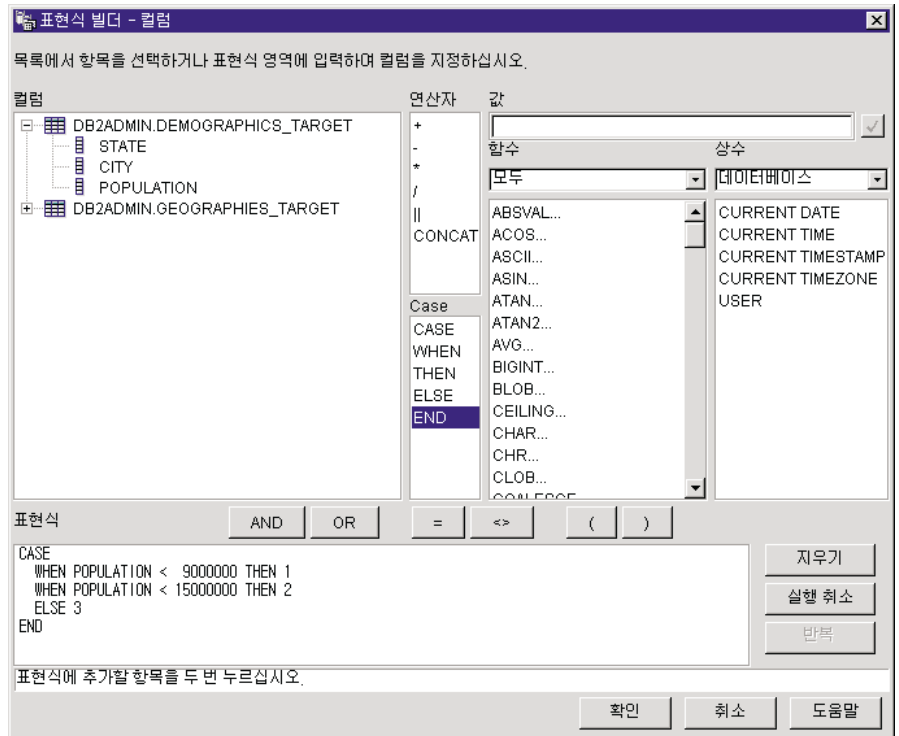 표현식 빌더 - 컬럼
목록에서 항목을 선택하거나 표현식 영역에 입력하여 컬럼을 지정하십시오.
컬럼
DB2ADMIN.DEMOGRAPHICS_TARGET
STATE
CITY
POPULATION
DB2ADMIN.GEOGRAPHIES_TARGET
연산자
+
-
*
/
||
CONCAT
Case
CASE
WHEN
THEN
ELSE
END
값
함수
모두
ABSVAL...
ACOS...
ASCII...
ASIN...
ATAN...
ATAN2...
AVG...
BIGINT...
BLOB...
CEILING...
CHAR...
CHR...
CLOB...
COALESCE
상수
데이터베이스
CURRENT DATE
CURRENT TIME
CURRENT TIMESTAMP
CURRENT TIMEZONE
USER
표현식
AND OR = <> ( )
CASE
WHEN POPULATION < 9000000 THEN 1
WHEN POPULATION < 15000000 THEN 2
ELSE 3
END
지우기
실행 취소
반복
표현식에 추가할 항목을 두 번 누르십시오.
확인 취소 도움말